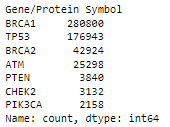 Gene/Protein Symbol
BRCA1     280800
TP53      176943
BRCA2      42924
ATM        25298
PTEN        3840
CHEK2       3132
PIK3CA      2158
Name: count, dtype: int64